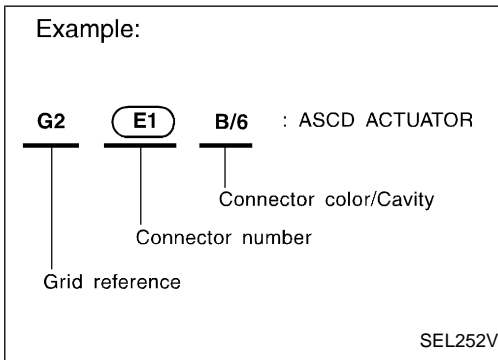 Example:
G2 E1 B/6 : ASCD ACTUATOR
Connector color/Cavity
Connector number
Grid reference
SEL252V